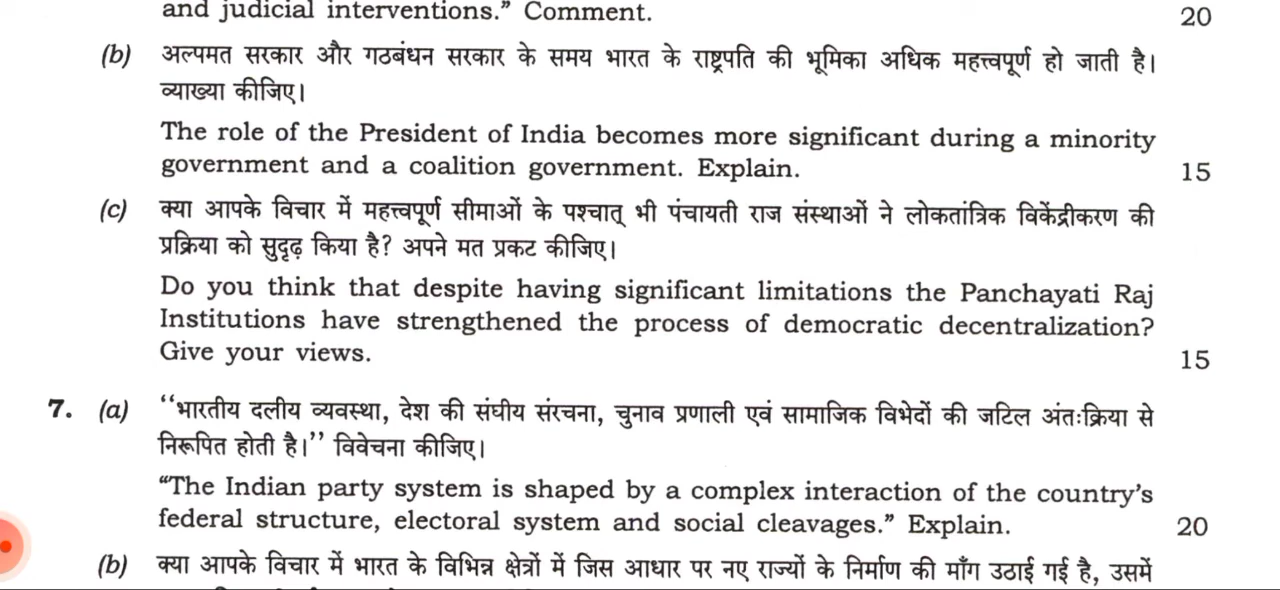 and judicial interventions.” Comment. 20
(b) अल्पमत सरकार और गठबंधन सरकार के समय भारत के राष्ट्रपति की भूमिका अधिक महत्त्वपूर्ण हो जाती है।
व्याख्या कीजिए।
The role of the President of India becomes more significant during a minority
government and a coalition government. Explain. 15
(c) क्या आपके विचार में महत्त्वपूर्ण सीमाओं के पश्चात् भी पंचायती राज संस्थाओं ने लोकतांत्रिक विकेंद्रीकरण की
प्रक्रिया को सुदृढ़ किया है? अपने मत प्रकट कीजिए।
Do you think that despite having significant limitations the Panchayati Raj
Institutions have strengthened the process of democratic decentralization?
Give your views. 15
7. (a) ‘‘भारतीय दलीय व्यवस्था, देश की संघीय संरचना, चुनाव प्रणाली एवं सामाजिक विभेदों की जटिल अंतःक्रिया से
निरूपित होती है।’’ विवेचना कीजिए।
“The Indian party system is shaped by a complex interaction of the country’s
federal structure, electoral system and social cleavages.” Explain. 20
(b) क्या आपके विचार में भारत के विभिन्न क्षेत्रों में जिस आधार पर नए राज्यों के निर्माण की माँग उठाई गई है, उसमें